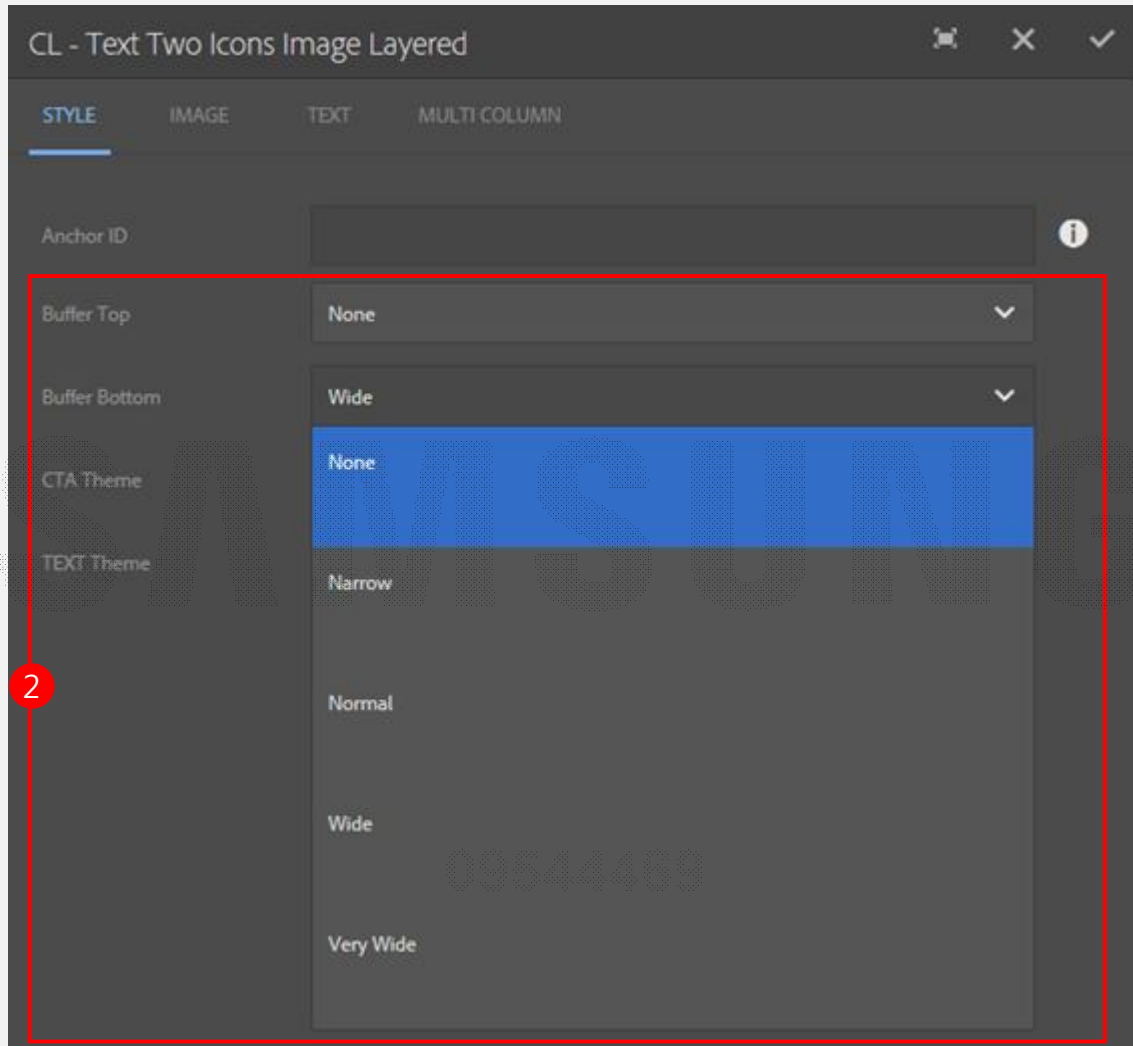 CL - Text Two Icons Image Layered
STYLE IMAGE TEXT MULTI COLUMN
Anchor ID
Buffer Top None
Buffer Bottom Wide
None
CTA Theme
TEXT Theme
Narrow
2
Normal
Wide
Very Wide
SAMSUNG
09544469